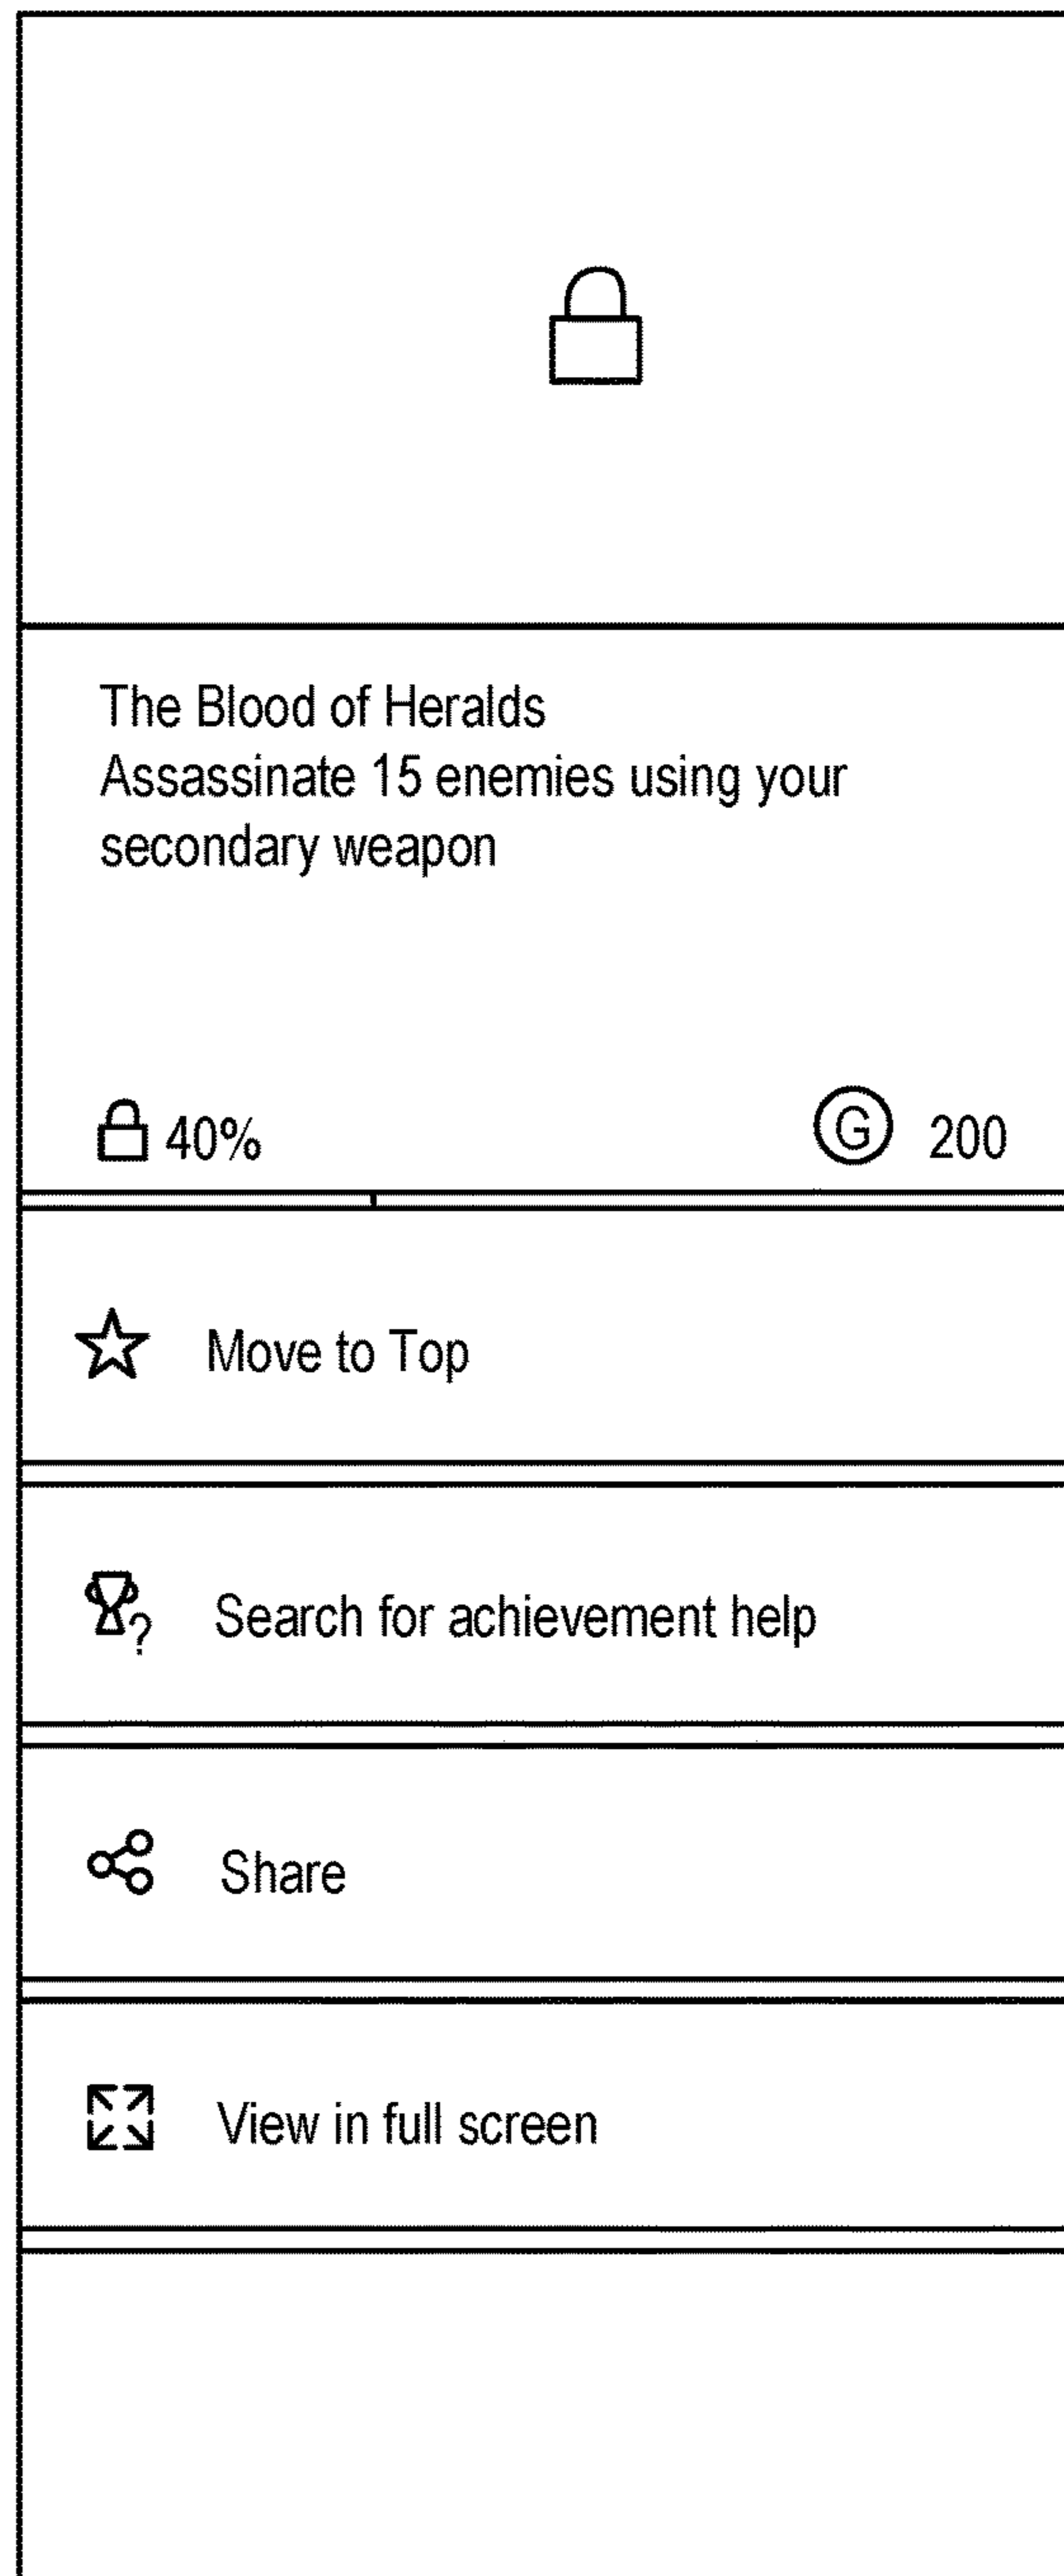 The Blood of Heralds
Assassinate 15 enemies using your
secondary weapon
40%
G 200
Move to Top
? Search for achievement help
Share
View in full screen